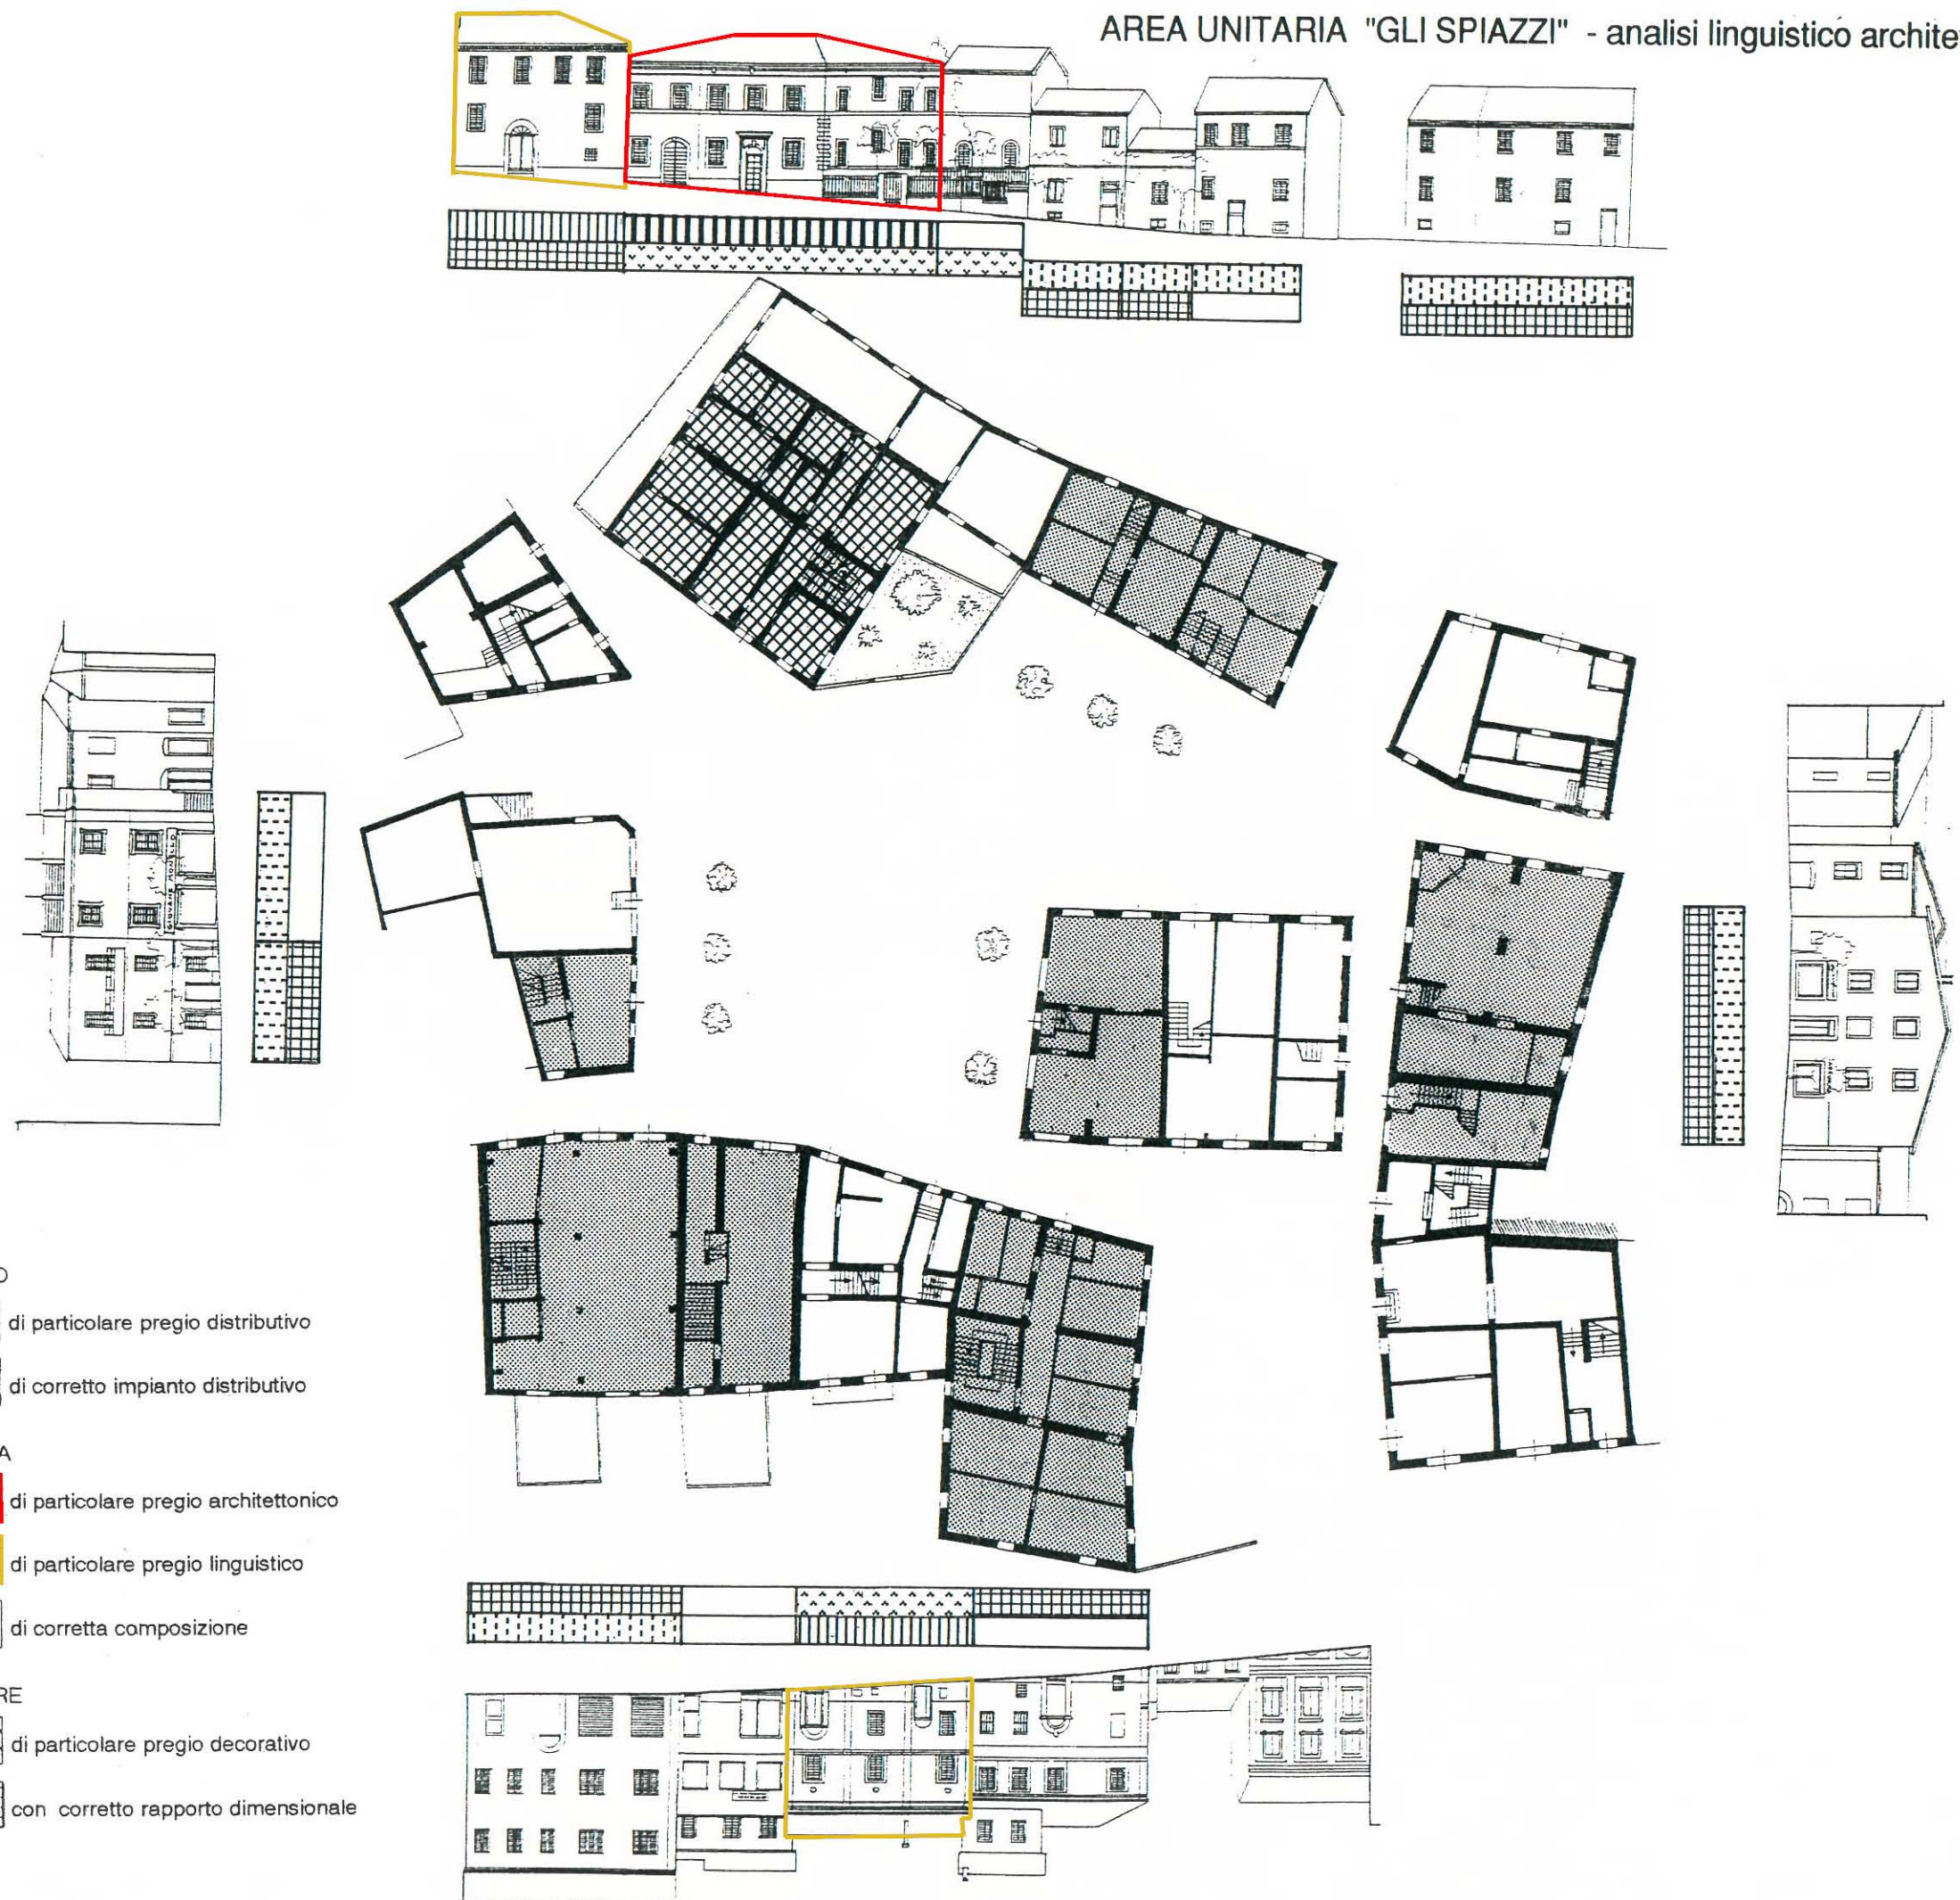 AREA UNITARIA "GLI SPIAZZI" - analisi linguistico archite
O
di particolare pregio distributivo
di corretto impianto distributivo
A
di particolare pregio architettonico
di particolare pregio linguistico
di corretta composizione
RE
di particolare pregio decorativo
con corretto rapporto dimensionale